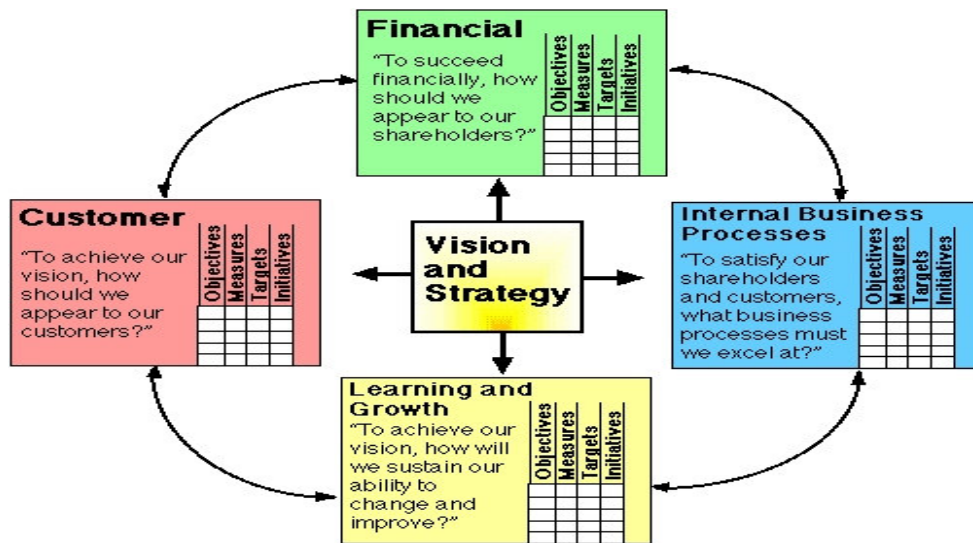 Financial
“To succeed
financially, how
should we
appear to our
shareholders?”
Objectives
Measures
Targets
Initiatives
Customer
“To achieve our
vision, how
should we
appear to our
customers?”
Objectives
Measures
Targets
Initiatives
Vision
and
Strategy
Internal Business
Processes
“To satisfy our
shareholders
and customers,
what business
processes must
we excel at?”
Objectives
Measures
Targets
Initiatives
Learning and
Growth
“To achieve our
vision, how will
we sustain our
ability to
change and
improve?”
Objectives
Measures
Targets
Initiatives